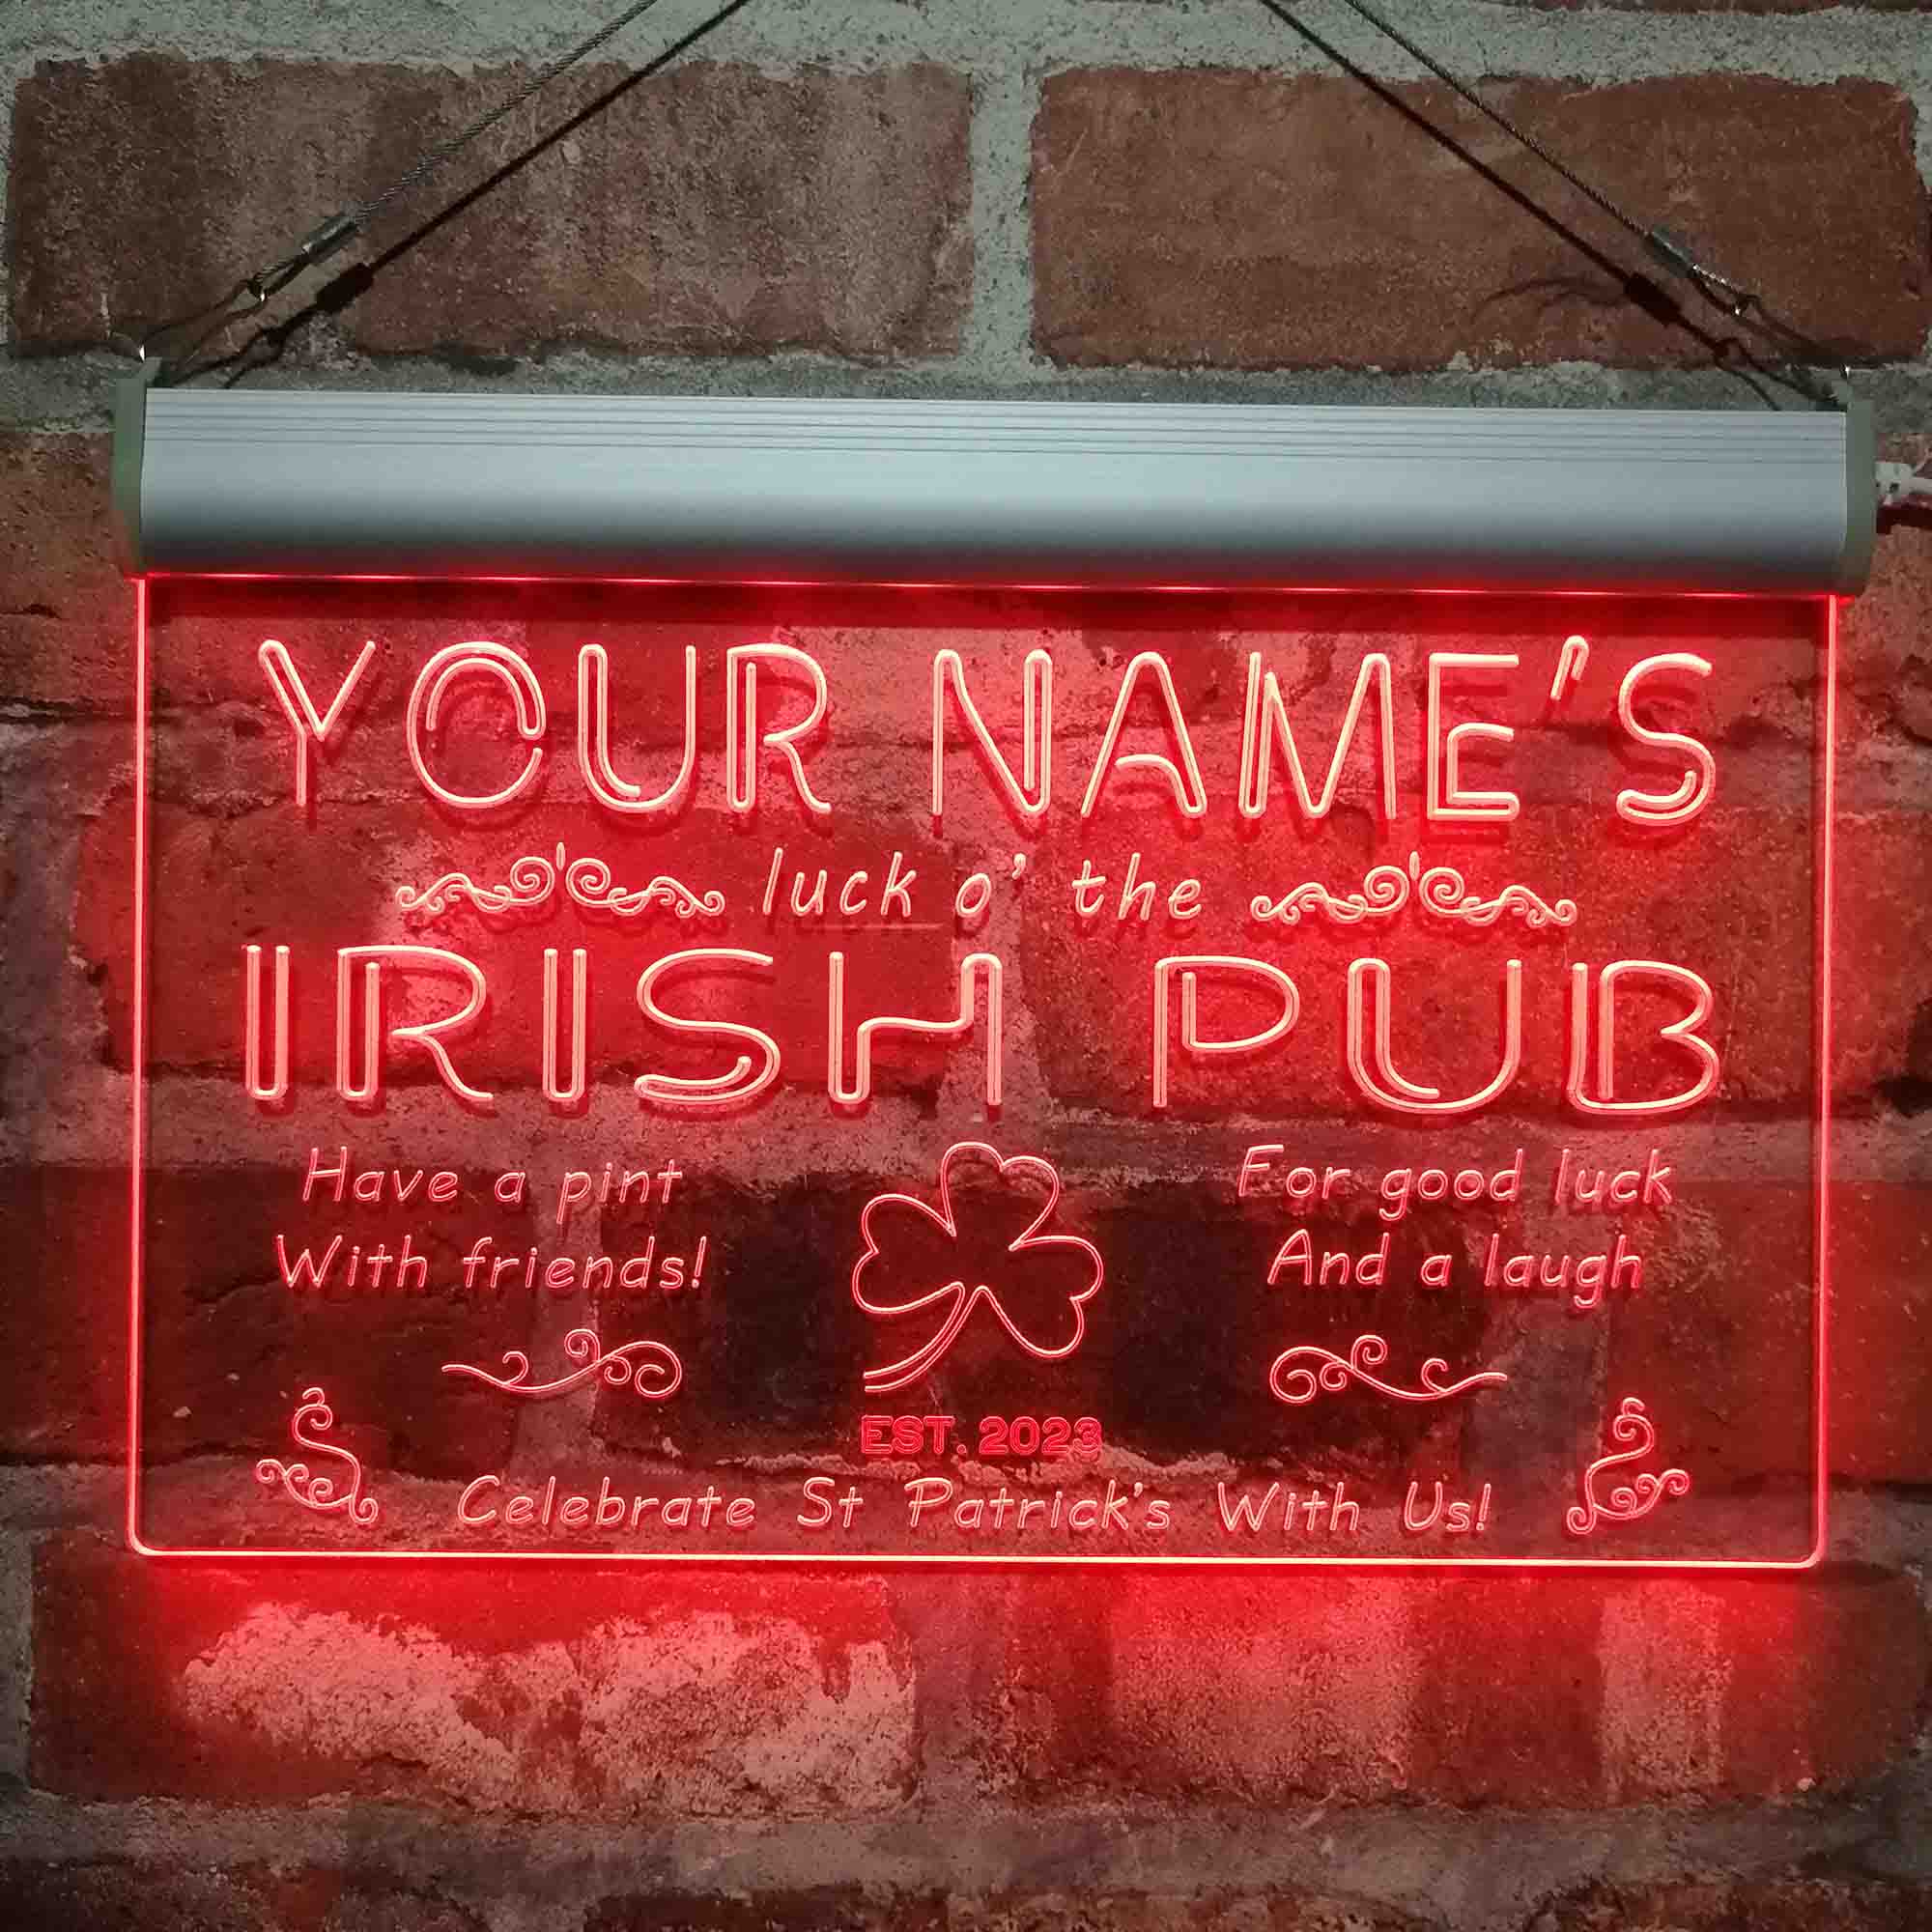 YOUR NAME'S
luck o' the
IRISH PUB
Have a pint
With friends!
For good luck
And a laugh
EST. 2023
Celebrate St Patrick's With Us!